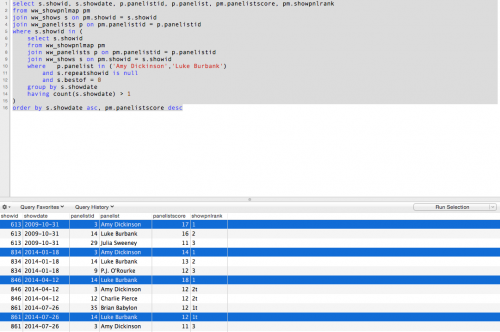 1 select s.showid, s.showdate, p.panelistid, p.panelist, pm.panelistscore, pm.showpnlrank
2 from ww_showpnlmap pm
3 join ww_shows s on pm.showid = s.showid
4 join ww_panelists p on pm.panelistid = p.panelistid
5 where s.showid in (
6 select s.showid
7 from ww_showpnlmap pm
8 join ww_panelists p on pm.panelistid = p.panelistid
9 join ww_shows s on pm.showid = s.showid
10 where p.panelist in ('Amy Dickinson','Luke Burbank')
11 and s.repeatshowid is null
12 and s.bestof = 0
13 group by s.showdate
14 having count(s.showdate) > 1
15 )
16 order by s.showdate asc, pm.panelistscore desc
Query Favorites Query History Run Selection
showid showdate panelistid panelist panelistscore showpnlrank
613 2009-10-31 3 Amy Dickinson 17 1
613 2009-10-31 14 Luke Burbank 16 2
613 2009-10-31 29 Julia Sweeney 11 3
834 2014-01-18 3 Amy Dickinson 14 1
834 2014-01-18 14 Luke Burbank 13 2
834 2014-01-18 9 P.J. O'Rourke 12 3
846 2014-04-12 14 Luke Burbank 18 1
846 2014-04-12 3 Amy Dickinson 12 2t
846 2014-04-12 12 Charlie Pierce 12 2t
861 2014-07-26 35 Brian Babylon 12 1t
861 2014-07-26 14 Luke Burbank 12 1t
861 2014-07-26 3 Amy Dickinson 11 3